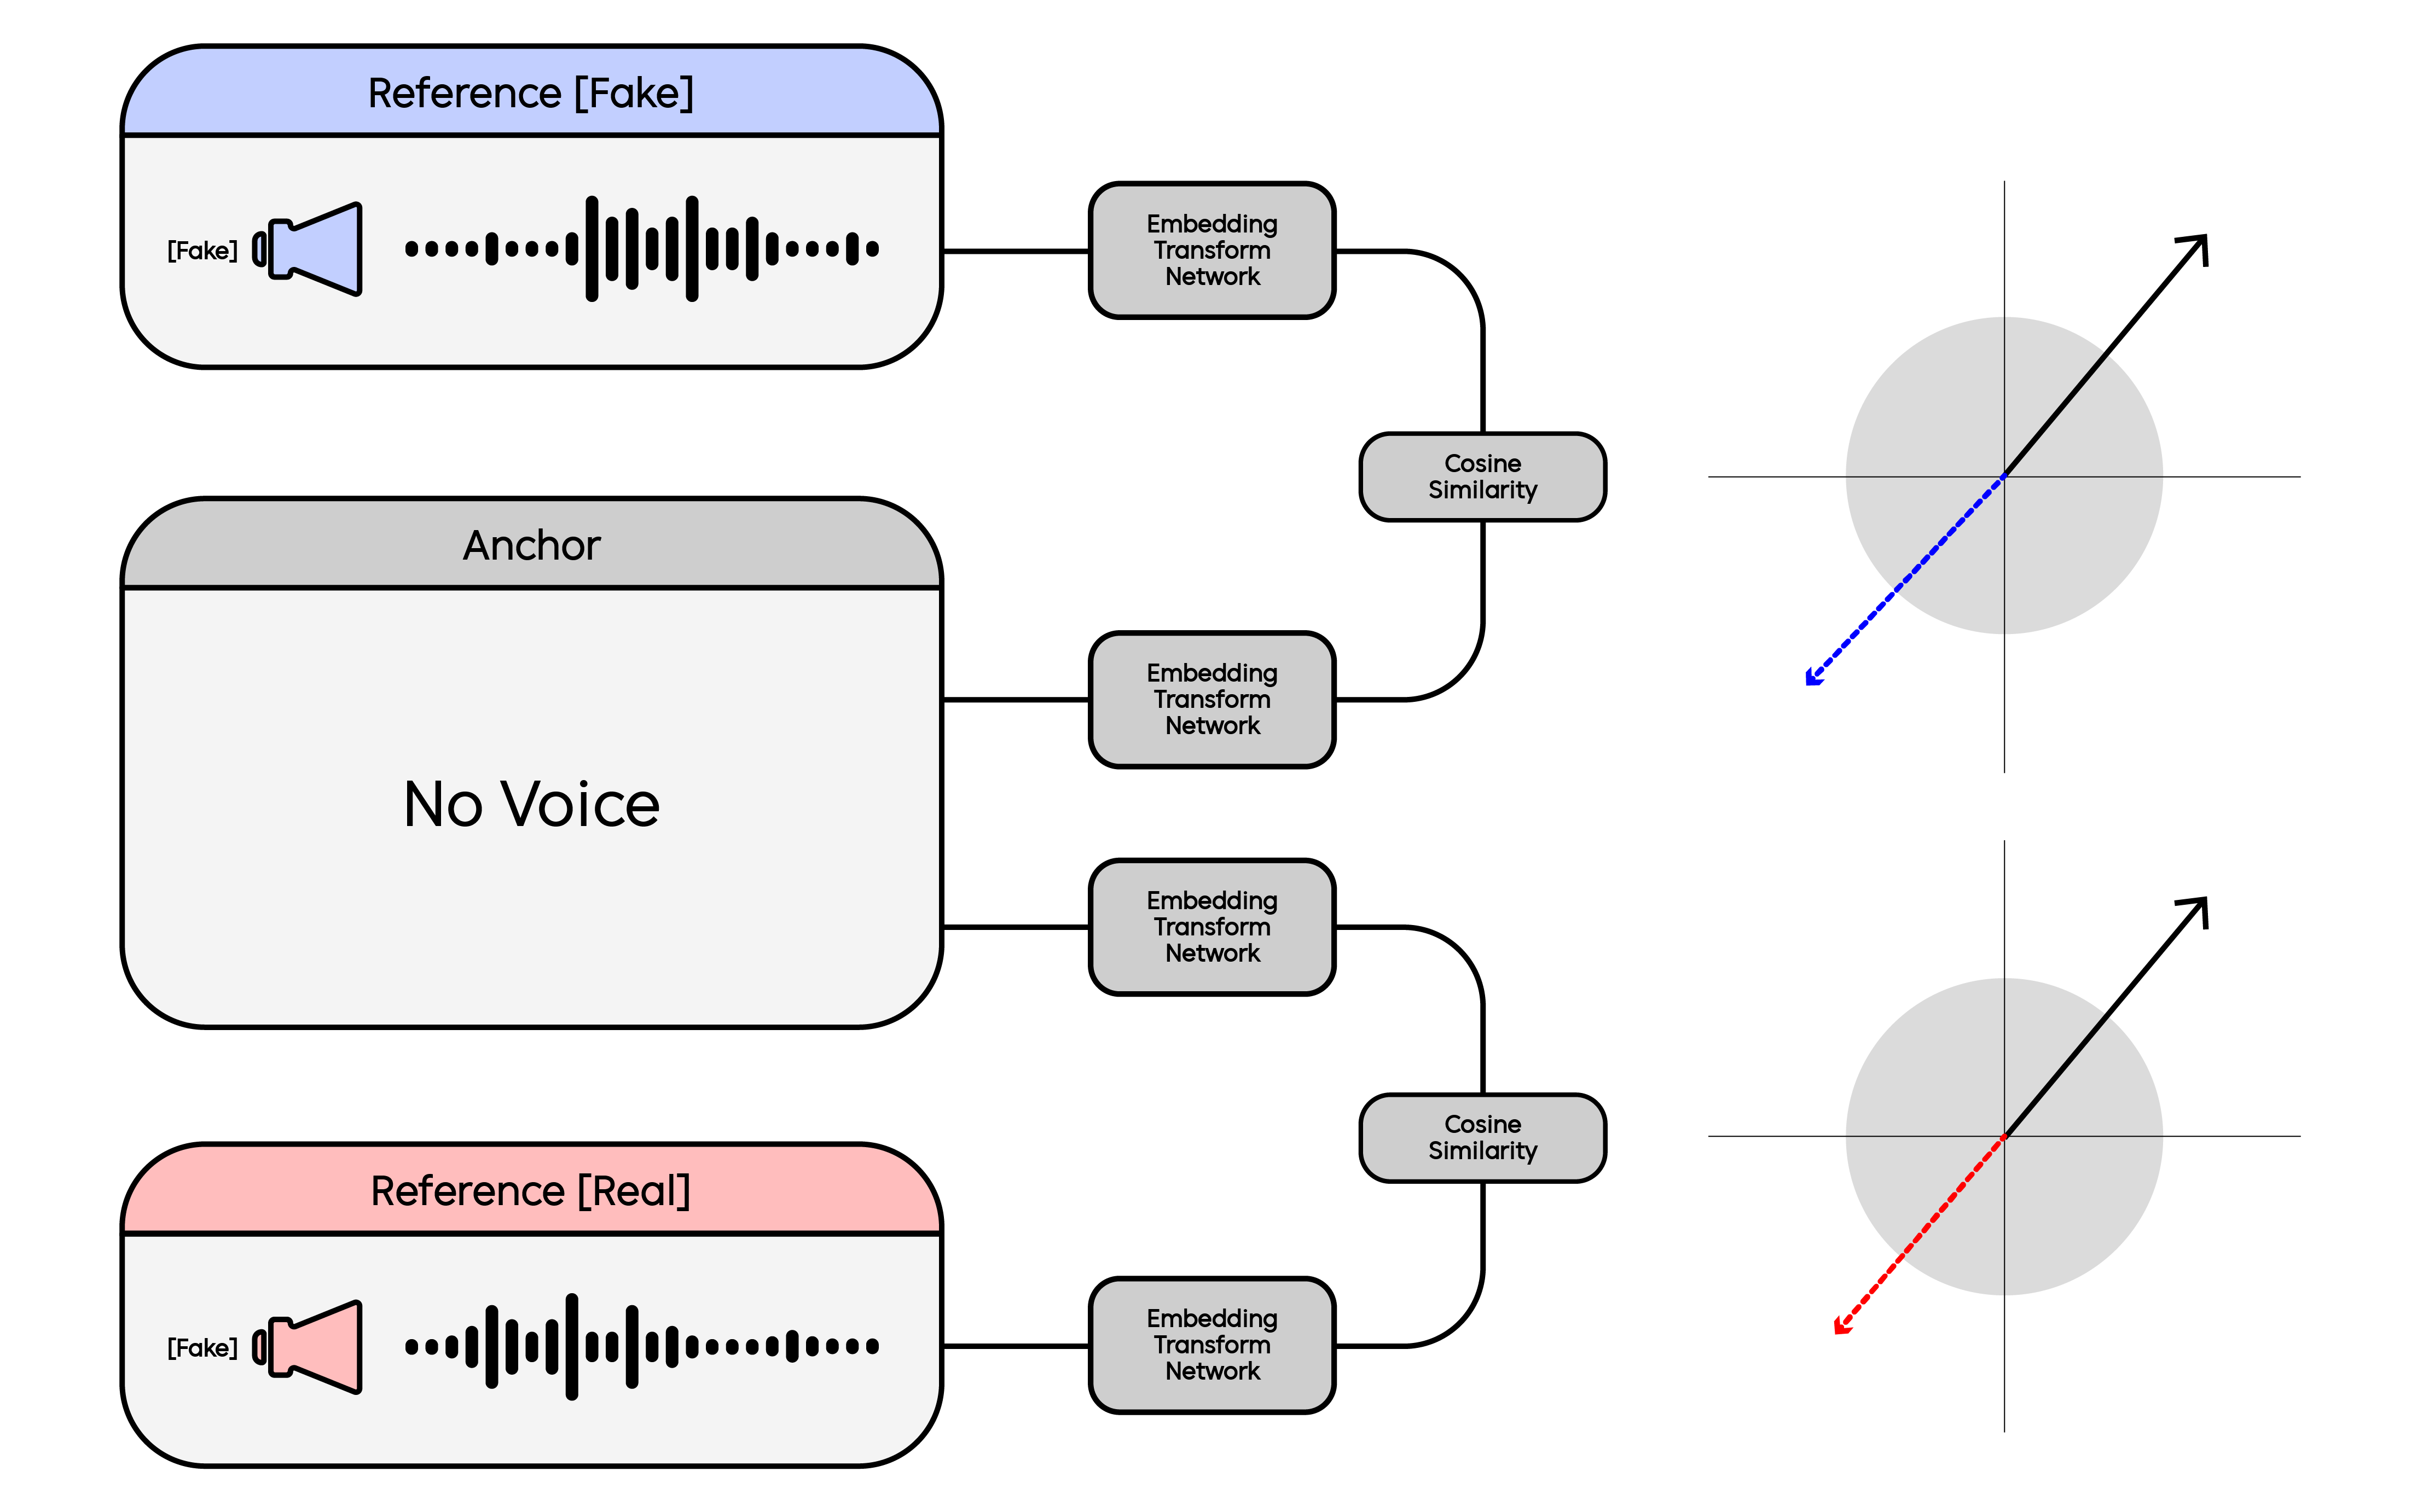 Reference [Fake]
[Fake]
Embedding
Transform
Network
Cosine
Similarity
Anchor
No Voice
Embedding
Transform
Network
Embedding
Transform
Network
Cosine
Similarity
Reference [Real]
[Fake]
Embedding
Transform
Network